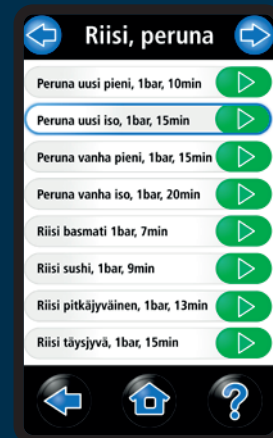 Riisi, peruna
Peruna uusi pieni, 1bar, 10min
Peruna uusi iso, 1bar, 15min
Peruna vanha pieni, 1bar, 15min
Peruna vanha iso, 1bar, 20min
Riisi basmati 1bar, 7min
Riisi sushi, 1bar, 9min
Riisi pitkäjyväinen, 1bar, 13min
Riisi täysjyvä, 1bar, 15min
?